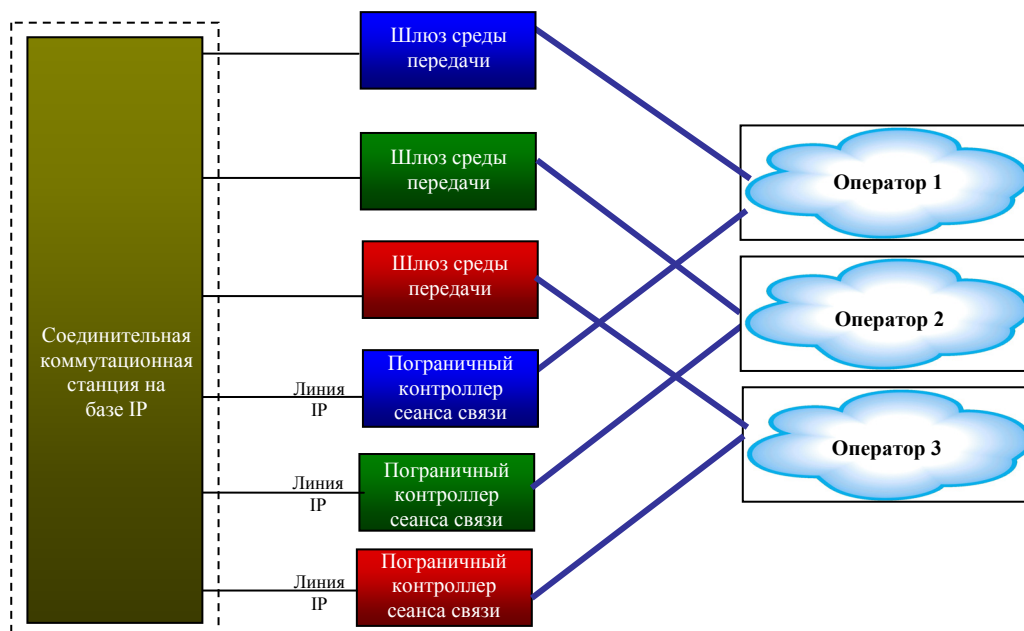 Соединительная
коммутационная
станция на
базе IP
Шлюз среды
передачи
Шлюз среды
передачи
Шлюз среды
передачи
Линия
IP
Пограничный
контроллер
сеанса связи
Линия
IP
Пограничный
контроллер
сеанса связи
Линия
IP
Пограничный
контроллер
сеанса связи
Оператор 1
Оператор 2
Оператор 3